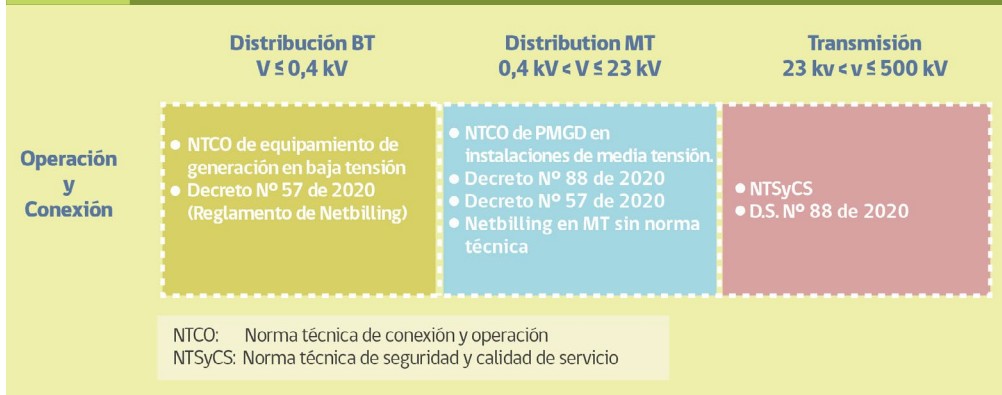 Distribución BT
V ≤ 0,4 kV
Distribution MT
0,4 kV < V ≤ 23 kV
Transmisión
23 kv < v ≤ 500 kV
Operación
y
Conexión
• NTCO de equipamiento de
generación en baja tensión
• Decreto Nº 57 de 2020
(Reglamento de Netbilling)
• NTCO de PMGD en
instalaciones de media tensión.
• Decreto Nº 88 de 2020
• Decreto Nº 57 de 2020
• Netbilling en MT sin norma
técnica
• NTSyCS
• D.S. Nº 88 de 2020
NTCO: Norma técnica de conexión y operación
NTSyCS: Norma técnica de seguridad y calidad de servicio